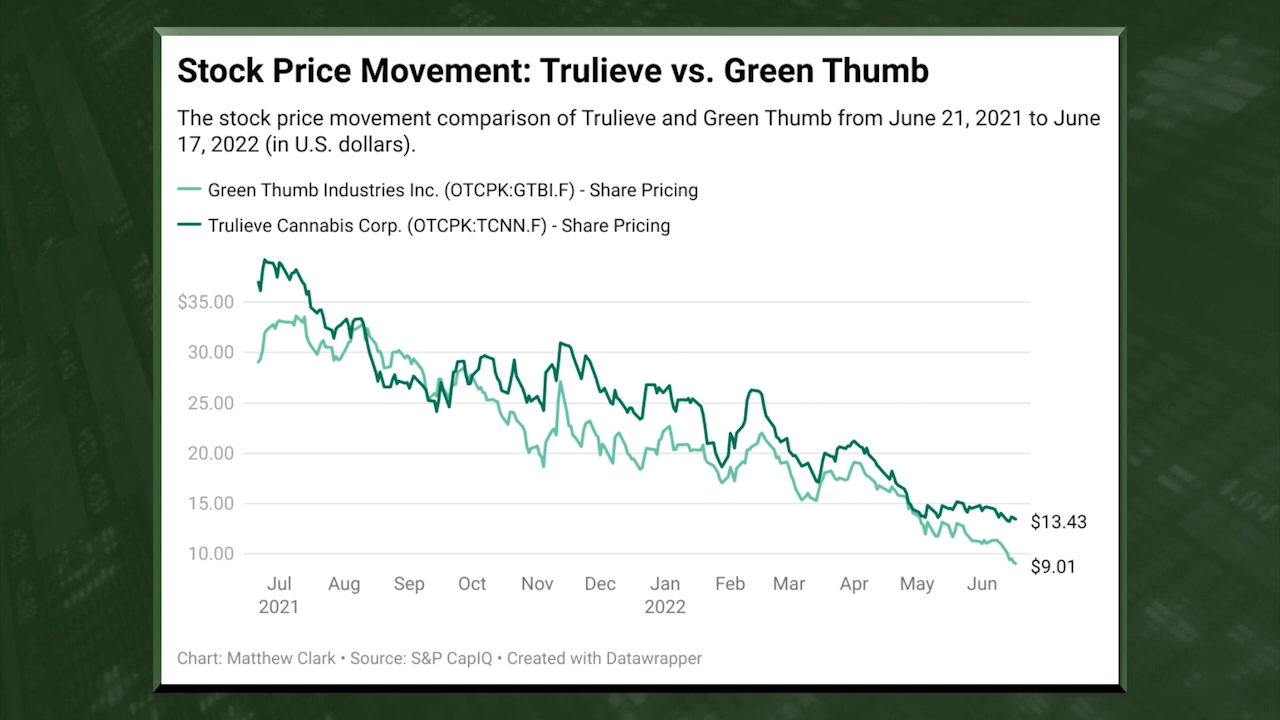 Stock Price Movement: Trulieve vs. Green Thumb
The stock price movement comparison of Trulieve and Green Thumb from June 21, 2021 to June
17, 2022 (in U.S. dollars).
Green Thumb Industries Inc. (OTCPK:GTBI.F) - Share Pricing
Trulieve Cannabis Corp. (OTCPK:TCNN.F) - Share Pricing
$35.00
30.00
25.00
20.00
15.00
10.00
$13.43
$9.01
Jul Aug Sep Oct Nov Dec Jan Feb Mar Apr May Jun
2021 2022
Chart: Matthew Clark • Source: S&P CapIQ • Created with Datawrapper